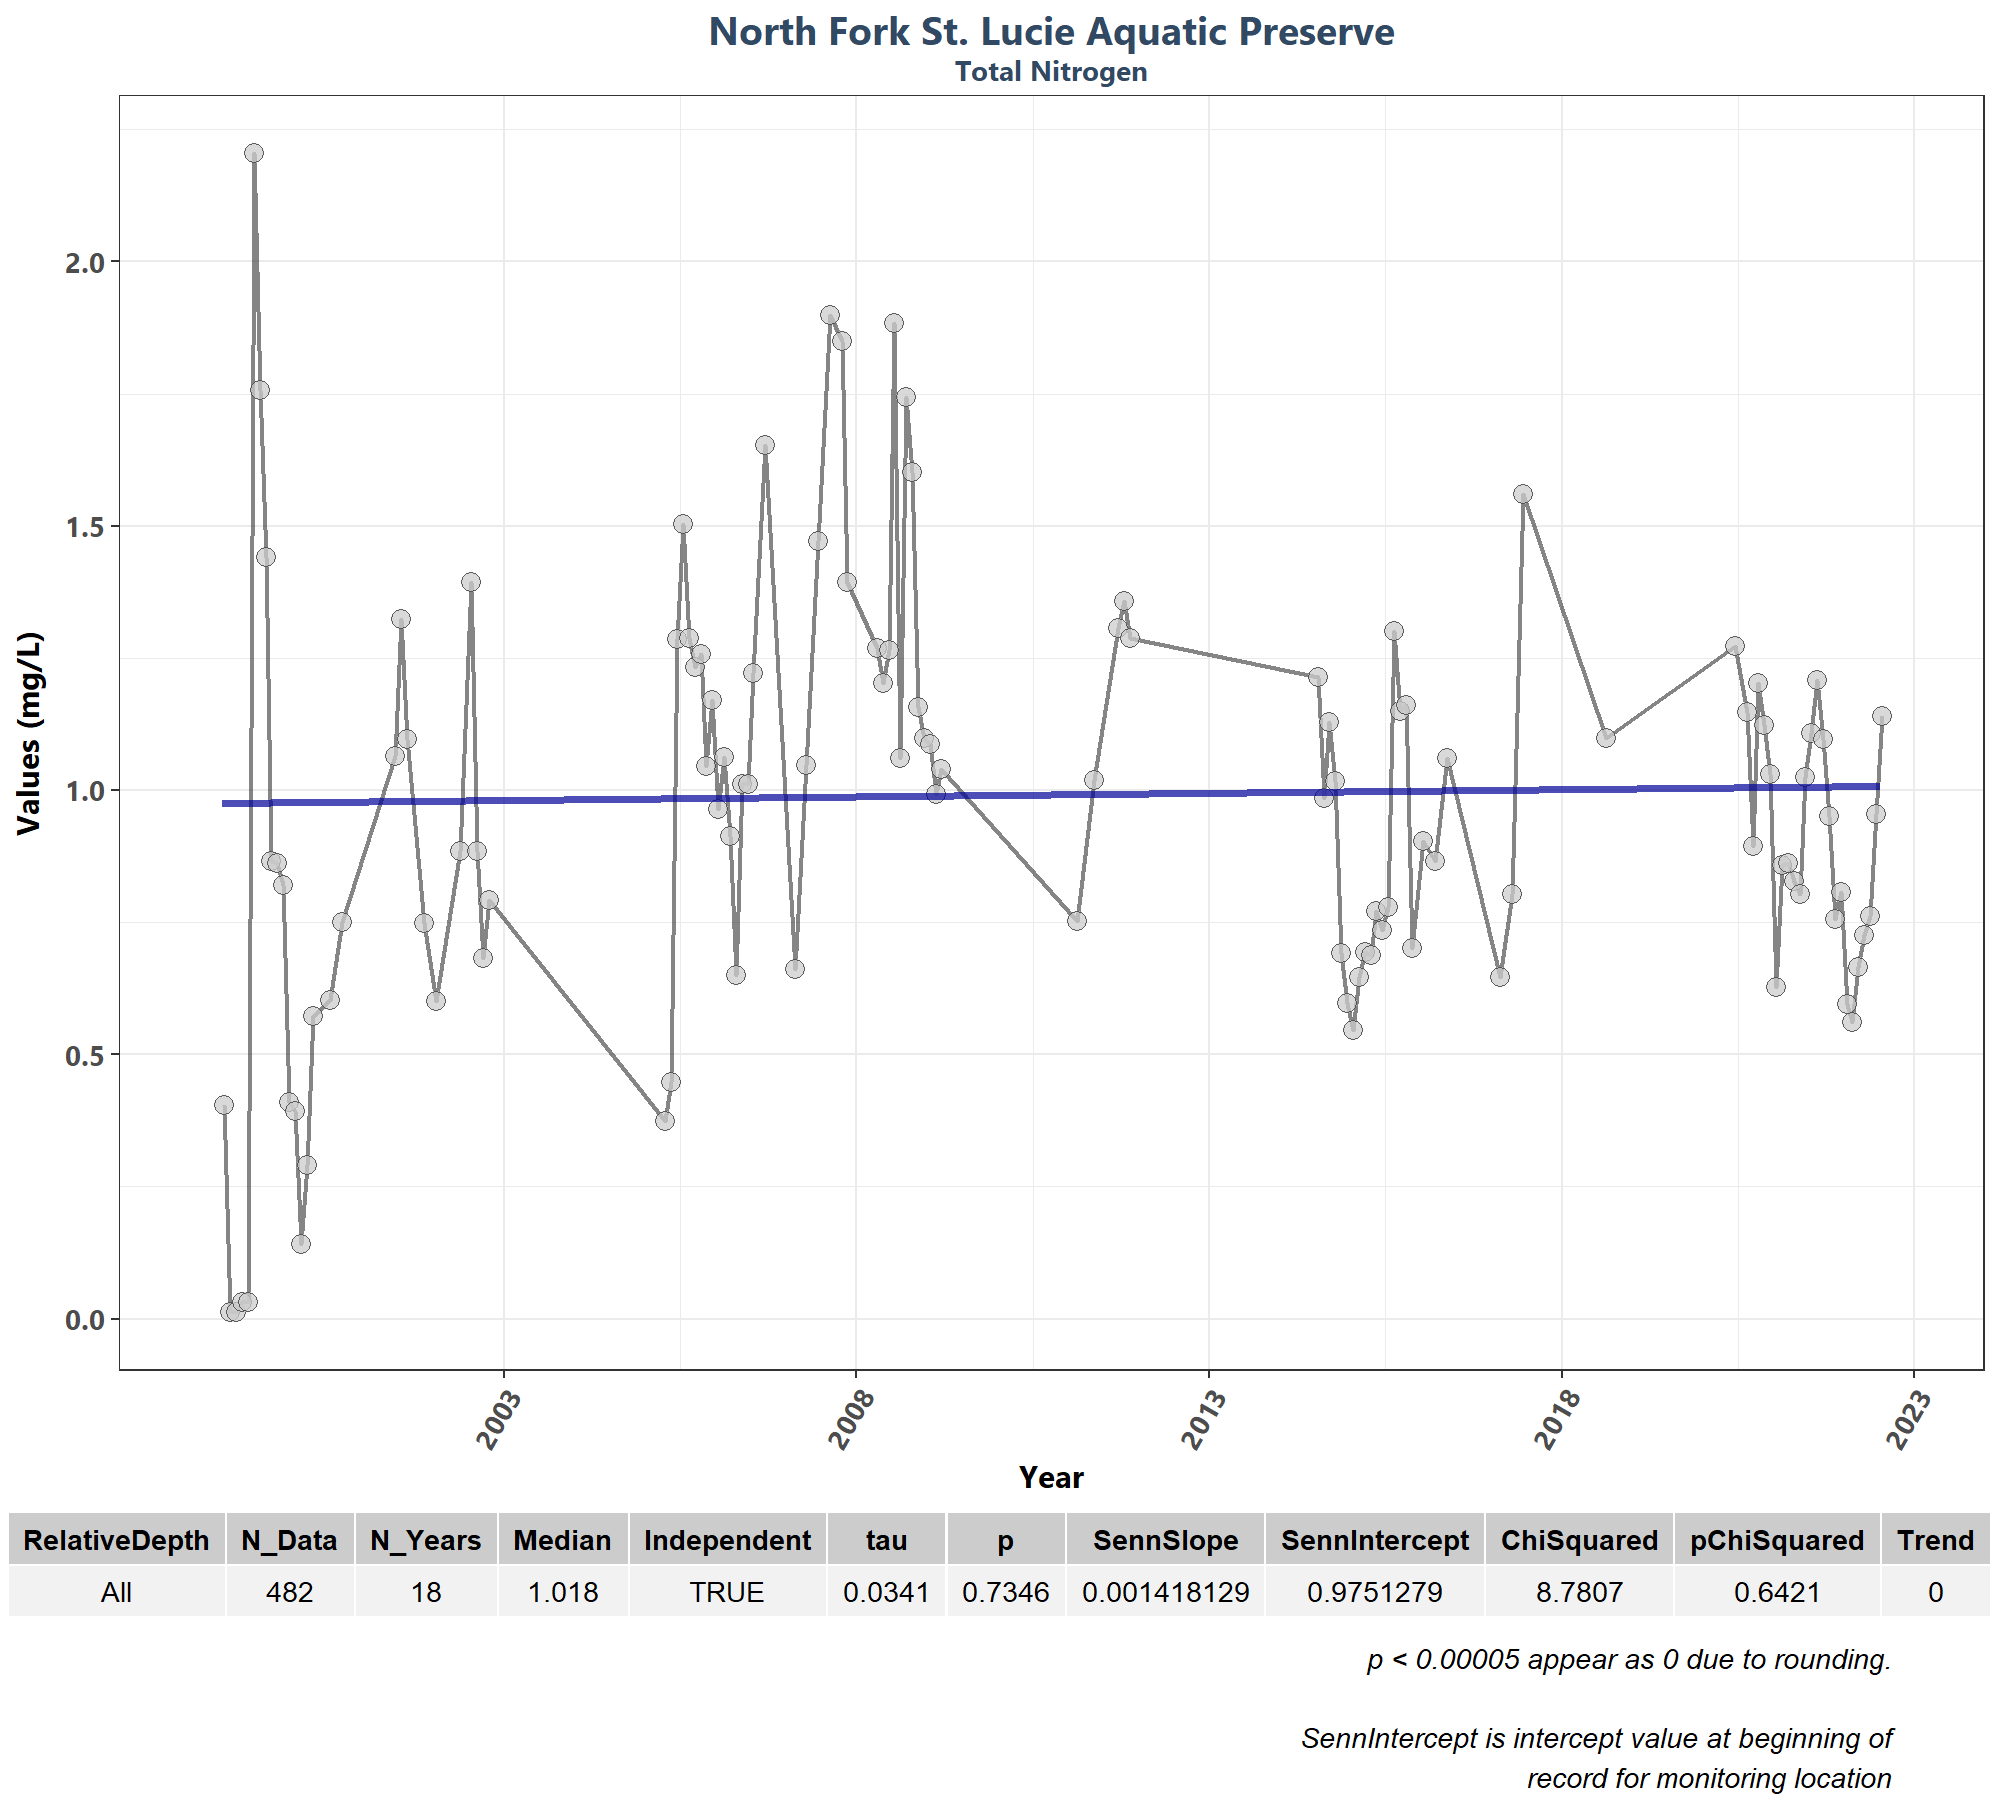 North Fork St. Lucie Aquatic Preserve
Total Nitrogen
Values (mg/L)
2.0
1.5
1.0
0.5
0.0
2003
2008
2013
2018
2023
Year
RelativeDepth N_Data N_Years Median Independent tau p SennSlope SennIntercept ChiSquared pChiSquared Trend
All 482 18 1.018 TRUE 0.0341 0.7346 0.001418129 0.9751279 8.7807 0.6421 0
p < 0.00005 appear as 0 due to rounding.
SennIntercept is intercept value at beginning of
record for monitoring location